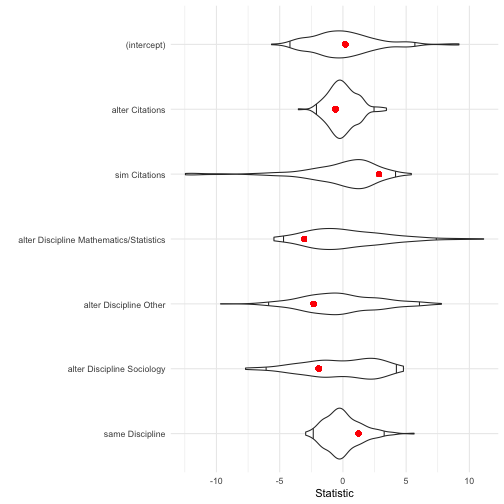 (intercept)
alter Citations
sim Citations
alter Discipline Mathematics/Statistics
alter Discipline Other
alter Discipline Sociology
same Discipline
-10 -5 0 5 10
Statistic